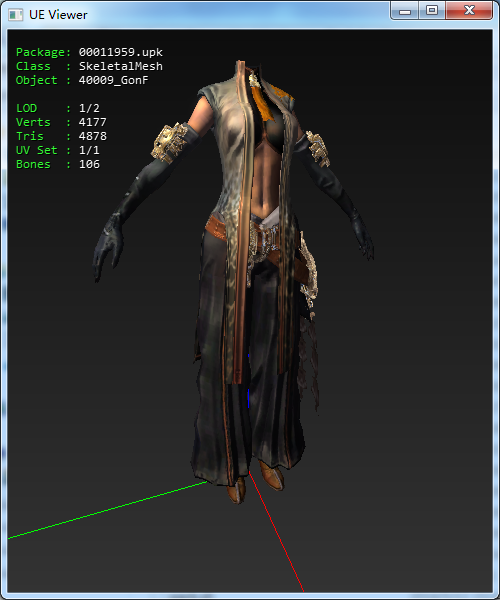 UE Viewer
Package: 00011959.upk
Class  : SkeletalMesh
Object : 40009_GonF
LOD    : 1/2
Verts  : 4177
Tris   : 4878
UV Set : 1/1
Bones  : 106